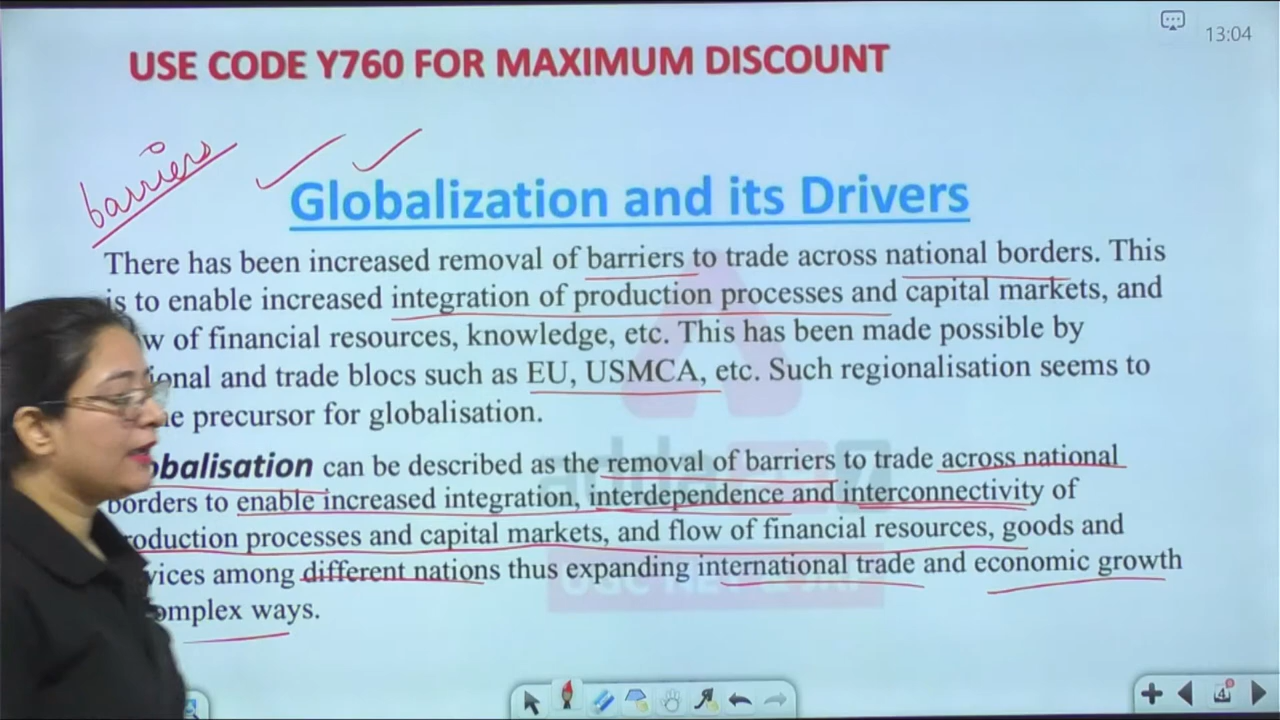 13:04
USE CODE Y760 FOR MAXIMUM DISCOUNT
barriers
Globalization and its Drivers
There has been increased removal of barriers to trade across national borders. This
is to enable increased integration of production processes and capital markets, and
w of financial resources, knowledge, etc. This has been made possible by
ional and trade blocs such as EU, USMCA, etc. Such regionalisation seems to
e precursor for globalisation.
obalisation can be described as the removal of barriers to trade across national
borders to enable increased integration, interdependence and interconnectivity of
roduction processes and capital markets, and flow of financial resources, goods and
vices among different nations thus expanding international trade and economic growth
omplex ways.
4